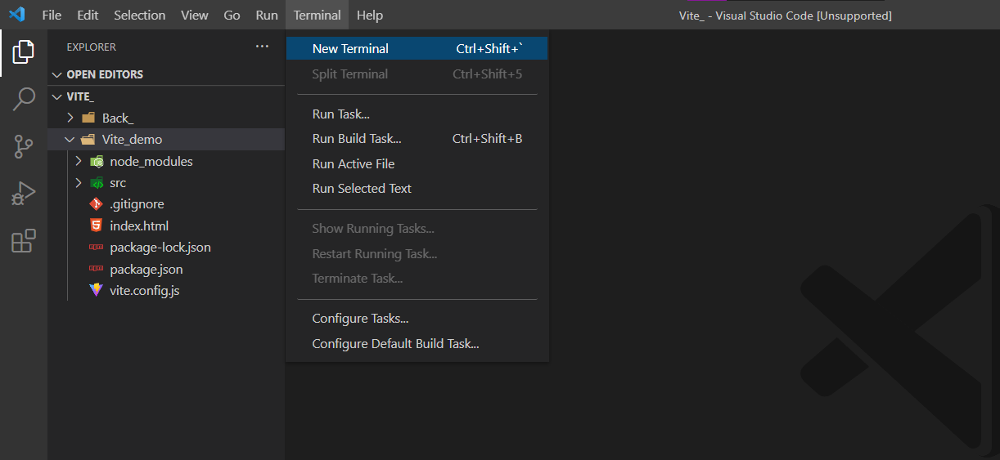 File Edit Selection View Go Run Terminal Help Vite_ - Visual Studio Code [Unsupported]
EXPLORER ...
OPEN EDITORS
VITE_
Back_
Vite_demo
node_modules
src
.gitignore
index.html
package-lock.json
package.json
vite.config.js
New Terminal Ctrl+Shift+`
Split Terminal Ctrl+Shift+5
Run Task...
Run Build Task... Ctrl+Shift+B
Run Active File
Run Selected Text
Show Running Tasks...
Restart Running Task...
Terminate Task...
Configure Tasks...
Configure Default Build Task...